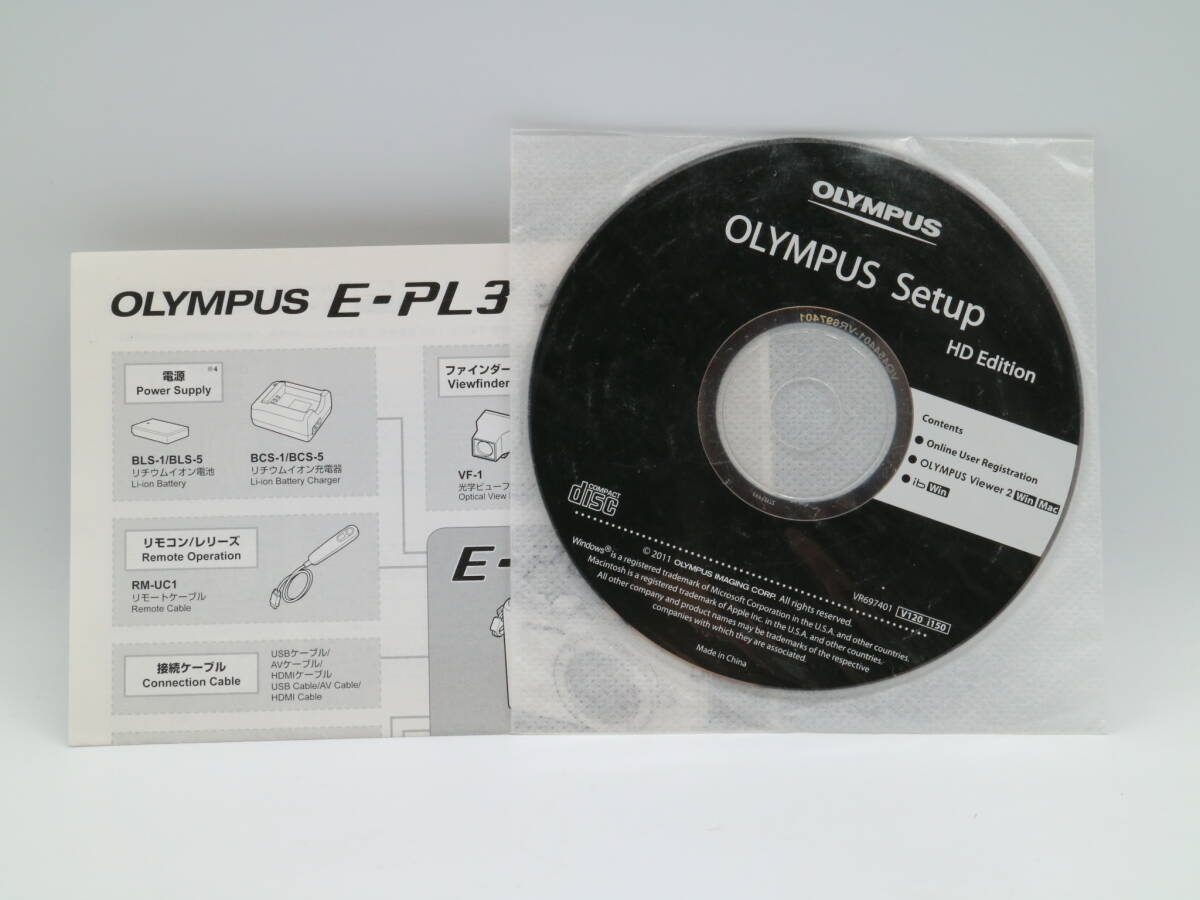 OLYMPUS E-PL3
電源 ※4
Power Supply
BLS-1/BLS-5
リチウムイオン電池
Li-ion Battery
BCS-1/BCS-5
リチウムイオン充電器
Li-ion Battery Charger
ファインダー
Viewfinder
VF-1
光学ビューフ
Optical View
リモコン/レリーズ
Remote Operation
RM-UC1
リモートケーブル
Remote Cable
接続ケーブル
Connection Cable
USBケーブル/
AVケーブル/
HDMIケーブル
USB Cable/AV Cable/
HDMI Cable
E-
OLYMPUS
OLYMPUS Setup
HD Edition
Contents
● Online User Registration
● OLYMPUS Viewer 2 Win Mac
● ib Win
COMPACT
disc
© 2011 OLYMPUS IMAGING CORP. All rights reserved.
Windows® is a registered trademark of Microsoft Corporation in the U.S.A. and other countries.
Macintosh is a registered trademark of Apple Inc. in the U.S.A. and other countries.
All other company and product names may be trademarks of the respective
companies with which they are associated.
VR697401 V120 i150
Made in China